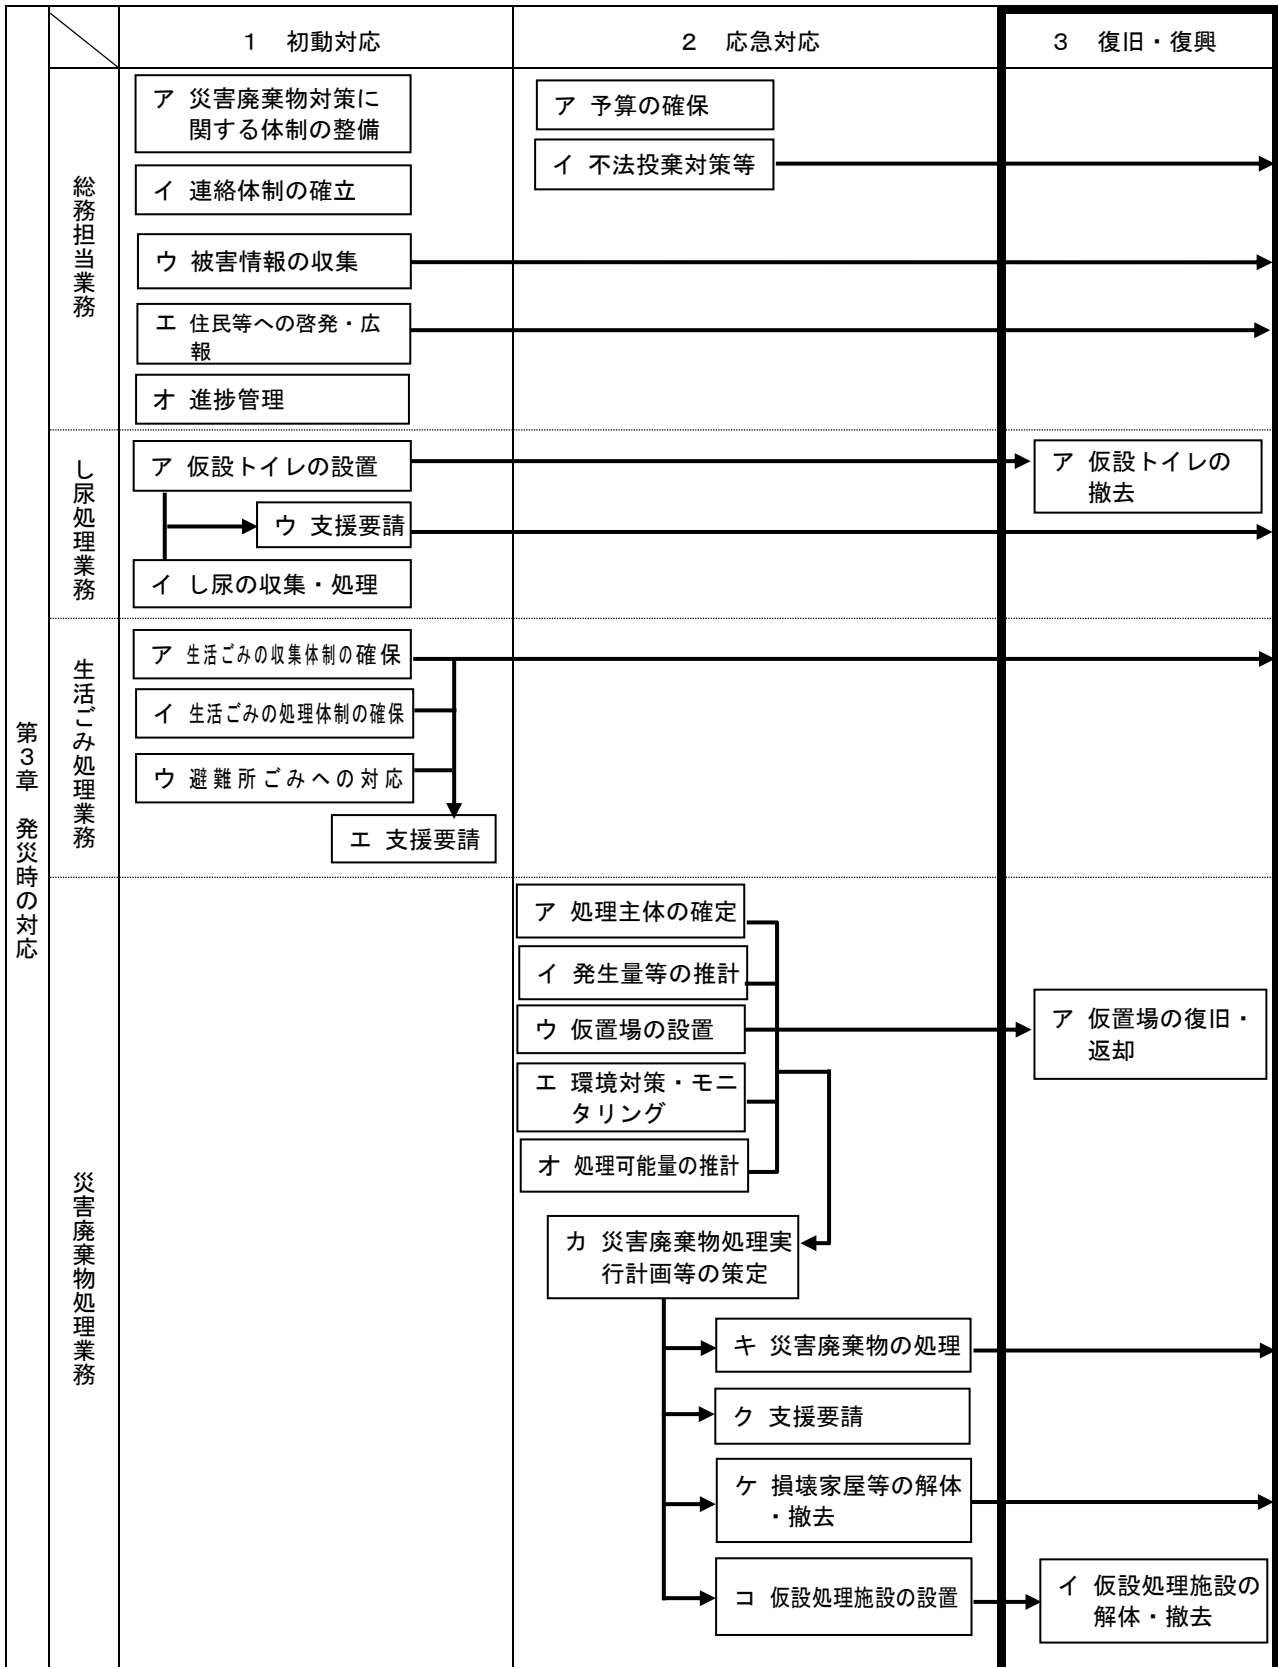 第3章　発災時の対応
１　初動対応
２　応急対応
３　復旧・復興
総務担当業務
ア 災害廃棄物対策に
関する体制の整備
イ 連絡体制の確立
ウ 被害情報の収集
エ 住民等への啓発・広
報
オ 進捗管理
ア 予算の確保
イ 不法投棄対策等
し尿処理業務
ア 仮設トイレの設置
ウ 支援要請
イ し尿の収集・処理
ア 仮設トイレの
撤去
生活ごみ処理業務
ア 生活ごみの収集体制の確保
イ 生活ごみの処理体制の確保
ウ 避難所ごみへの対応
エ 支援要請
災害廃棄物処理業務
ア 処理主体の確定
イ 発生量等の推計
ウ 仮置場の設置
エ 環境対策・モニ
タリング
オ 処理可能量の推計
カ 災害廃棄物処理実
行計画等の策定
キ 災害廃棄物の処理
ク 支援要請
ケ 損壊家屋等の解体
・撤去
コ 仮設処理施設の設置
ア 仮置場の復旧・
返却
イ 仮設処理施設の
解体・撤去